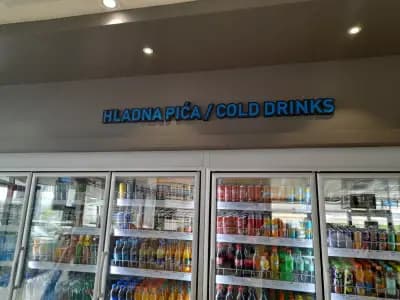 HLADNA PIĆA / COLD DRINKS